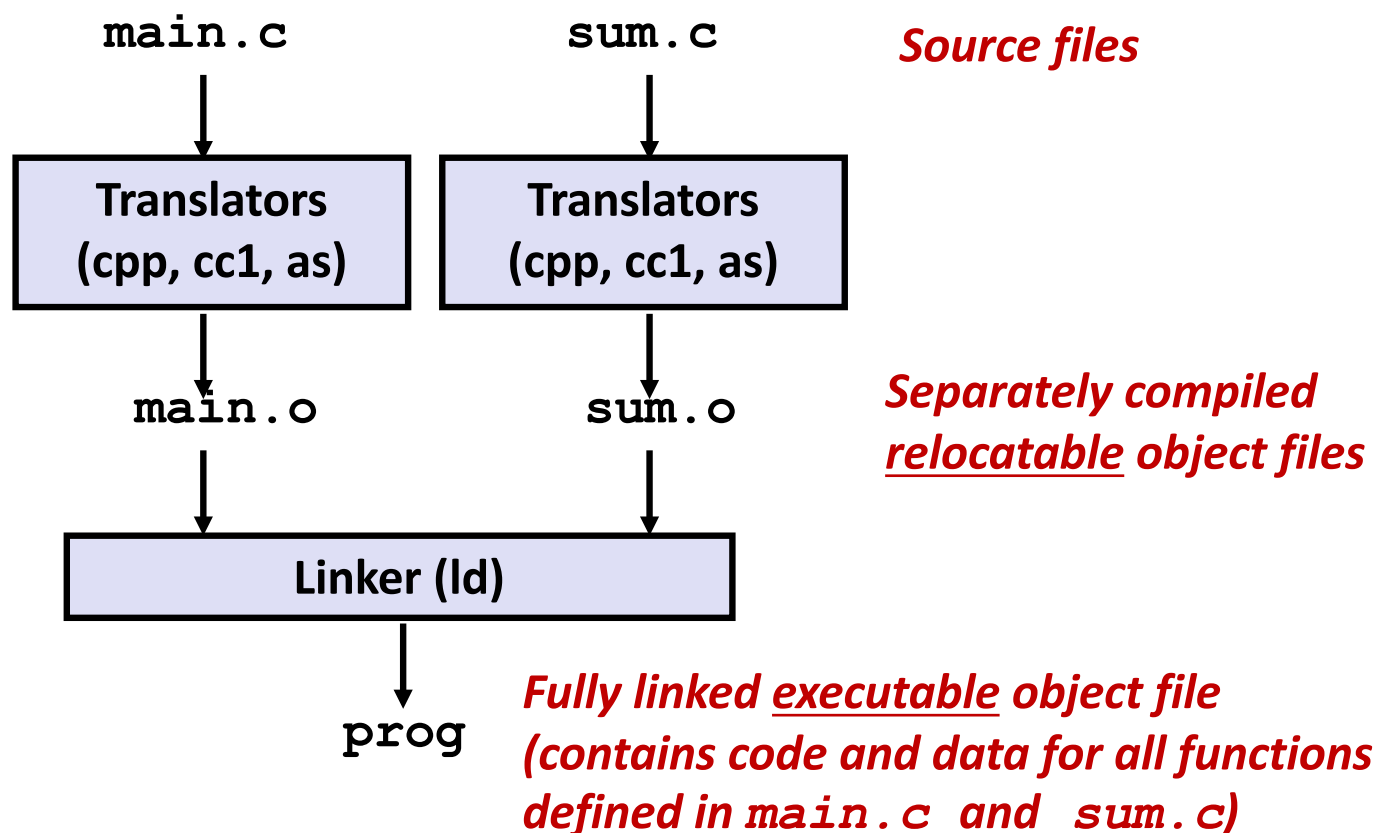 main.c
sum.c
Source files
Translators
(cpp, cc1, as)
Translators
(cpp, cc1, as)
main.o
sum.o
Separately compiled
relocatable object files
Linker (ld)
prog
Fully linked executable object file
(contains code and data for all functions
defined in main.c and sum.c)